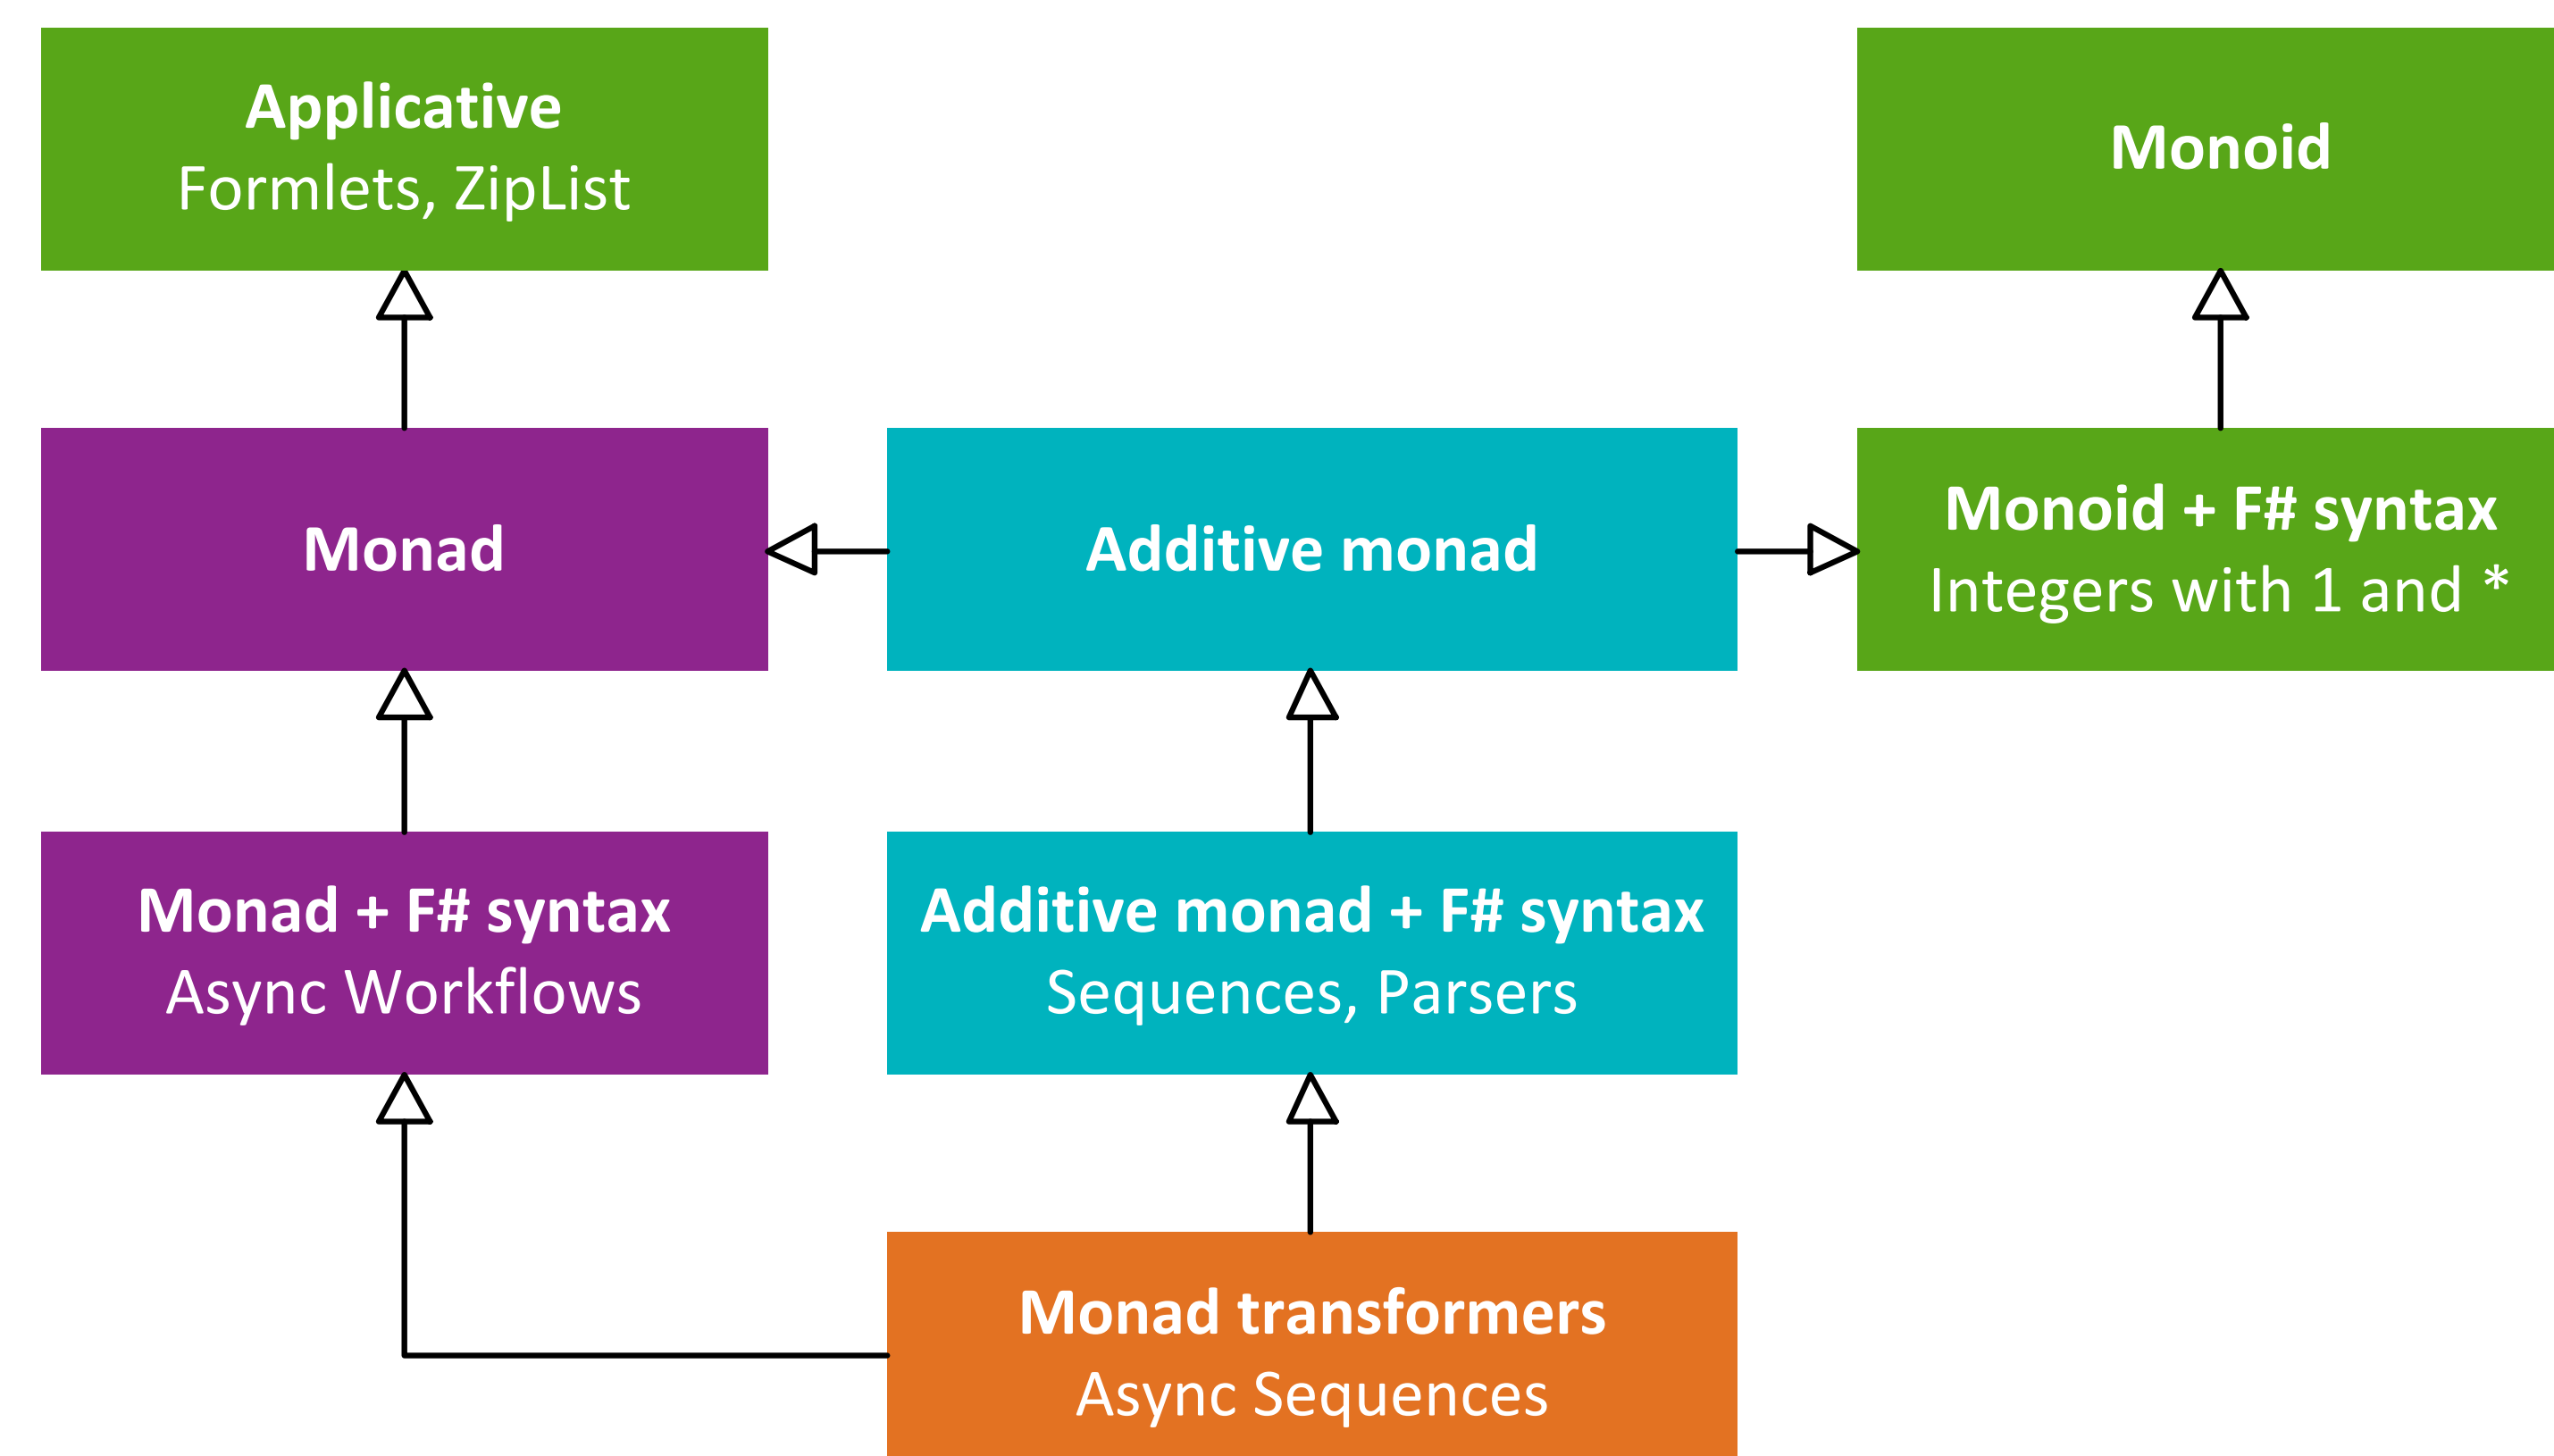 Applicative
Formlets, ZipList
Monoid
Monad
Additive monad
Monoid + F# syntax
Integers with 1 and *
Monad + F# syntax
Async Workflows
Additive monad + F# syntax
Sequences, Parsers
Monad transformers
Async Sequences